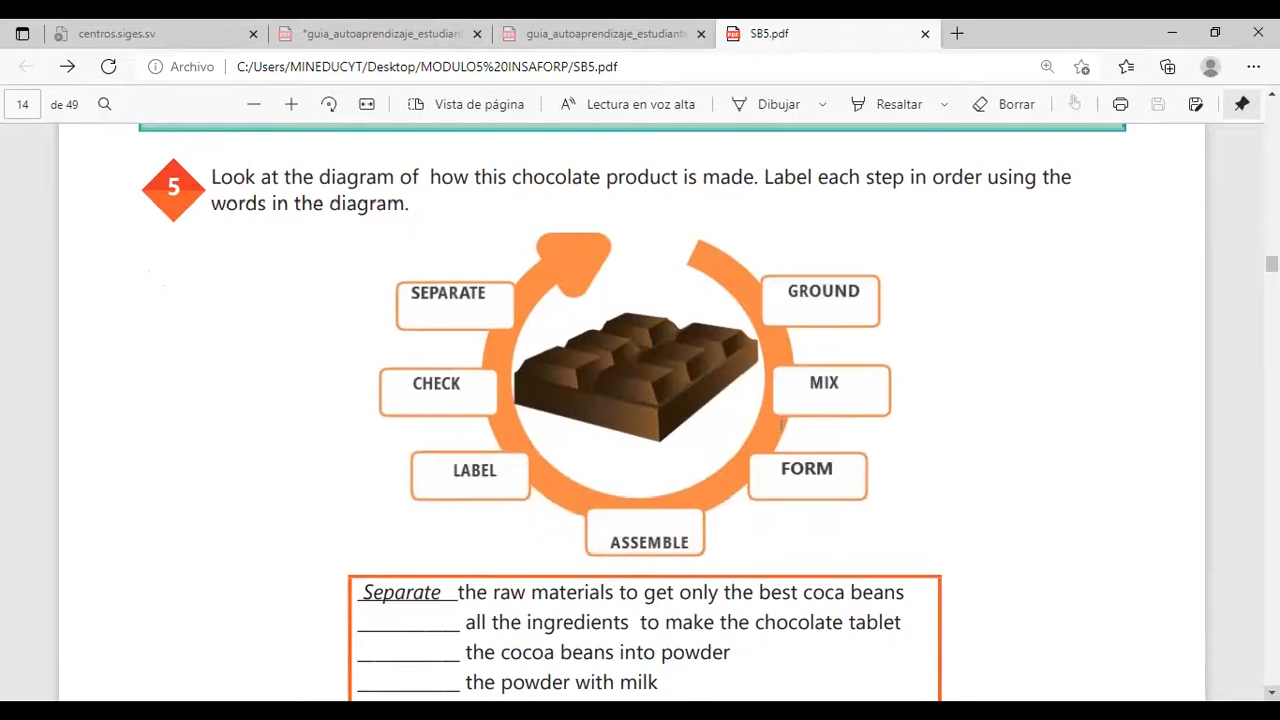 centros.siges.sv
*guia_autoaprendizaje_estudian
guia_autoaprendizaje_estudiante
SB5.pdf
Archivo
C:/Users/MINEDUCYT/Desktop/MODULO5%20INSAFORP/SB5.pdf
14
de 49
Vista de página
Lectura en voz alta
Dibujar
Resaltar
Borrar
5
Look at the diagram of how this chocolate product is made. Label each step in order using the
words in the diagram.
SEPARATE
GROUND
CHECK
MIX
LABEL
FORM
ASSEMBLE
_Separate__the raw materials to get only the best coca beans
___________ all the ingredients to make the chocolate tablet
___________ the cocoa beans into powder
___________ the powder with milk